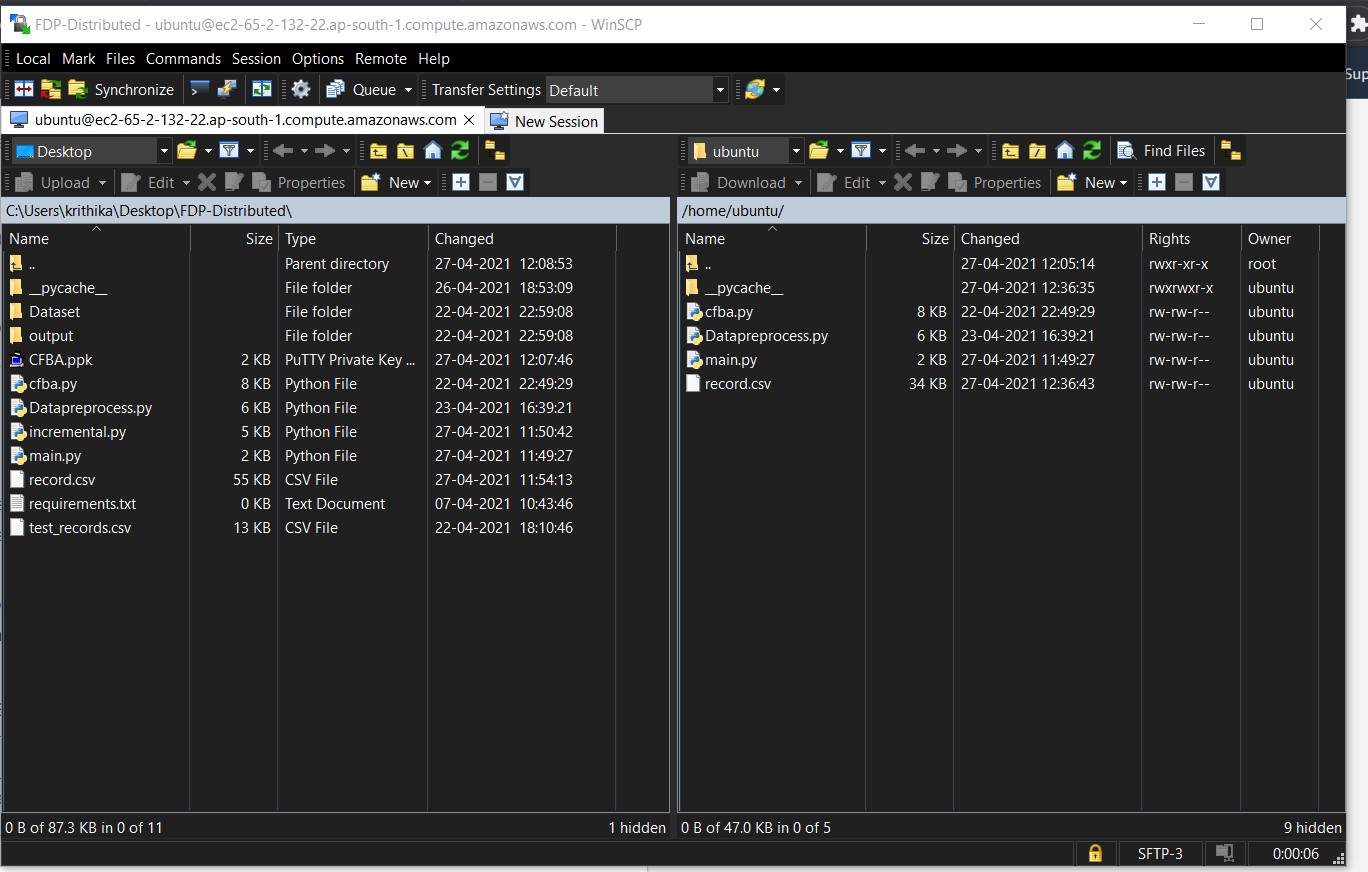 FDP-Distributed - ubuntu@ec2-65-2-132-22.ap-south-1.compute.amazonaws.com - WinSCP
Local Mark Files Commands Session Options Remote Help
Synchronize Queue Transfer Settings Default
ubuntu@ec2-65-2-132-22.ap-south-1.compute.amazonaws.com New Session
Desktop
Upload Edit Properties New
C:\Users\krithika\Desktop\FDP-Distributed\
Name Size Type Changed
.. Parent directory 27-04-2021 12:08:53
__pycache__ File folder 26-04-2021 18:53:09
Dataset File folder 22-04-2021 22:59:08
output File folder 22-04-2021 22:59:08
CFBA.ppk 2 KB PuTTY Private Key ... 27-04-2021 12:07:46
cfba.py 8 KB Python File 22-04-2021 22:49:29
Datapreprocess.py 6 KB Python File 23-04-2021 16:39:21
incremental.py 5 KB Python File 27-04-2021 11:50:42
main.py 2 KB Python File 27-04-2021 11:49:27
record.csv 55 KB CSV File 27-04-2021 11:54:13
requirements.txt 0 KB Text Document 07-04-2021 10:43:46
test_records.csv 13 KB CSV File 22-04-2021 18:10:46
0 B of 87.3 KB in 0 of 11 1 hidden
ubuntu Find Files
Download Edit Properties New
/home/ubuntu/
Name Size Changed Rights Owner
.. 27-04-2021 12:05:14 rwxr-xr-x root
__pycache__ 27-04-2021 12:36:35 rwxrwxr-x ubuntu
cfba.py 8 KB 22-04-2021 22:49:29 rw-rw-r-- ubuntu
Datapreprocess.py 6 KB 23-04-2021 16:39:21 rw-rw-r-- ubuntu
main.py 2 KB 27-04-2021 11:49:27 rw-rw-r-- ubuntu
record.csv 34 KB 27-04-2021 12:36:43 rw-rw-r-- ubuntu
0 B of 47.0 KB in 0 of 5 9 hidden
SFTP-3 0:00:06
Sup